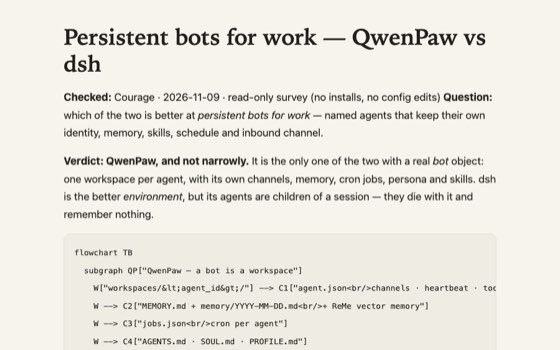 Persistent bots for work — QwenPaw vs
dsh
Checked: Courage · 2026-11-09 · read-only survey (no installs, no config edits) Question:
which of the two is better at persistent bots for work — named agents that keep their own
identity, memory, skills, schedule and inbound channel.
Verdict: QwenPaw, and not narrowly. It is the only one of the two with a real bot object:
one workspace per agent, with its own channels, memory, cron jobs, persona and skills. dsh
is the better environment, but its agents are children of a session — they die with it and
remember nothing.
flowchart TB
subgraph QP["QwenPaw — a bot is a workspace"]
W["workspaces/&lt;agent_id&gt;/"] --> C1["agent.json<br/>channels · heartbeat · too
W --> C2["MEMORY.md + memory/YYYY-MM-DD.md<br/>+ ReMe vector memory"]
W --> C3["jobs.json<br/>cron per agent"]
W --> C4["AGENTS.md · SOUL.md · PROFILE.md"]